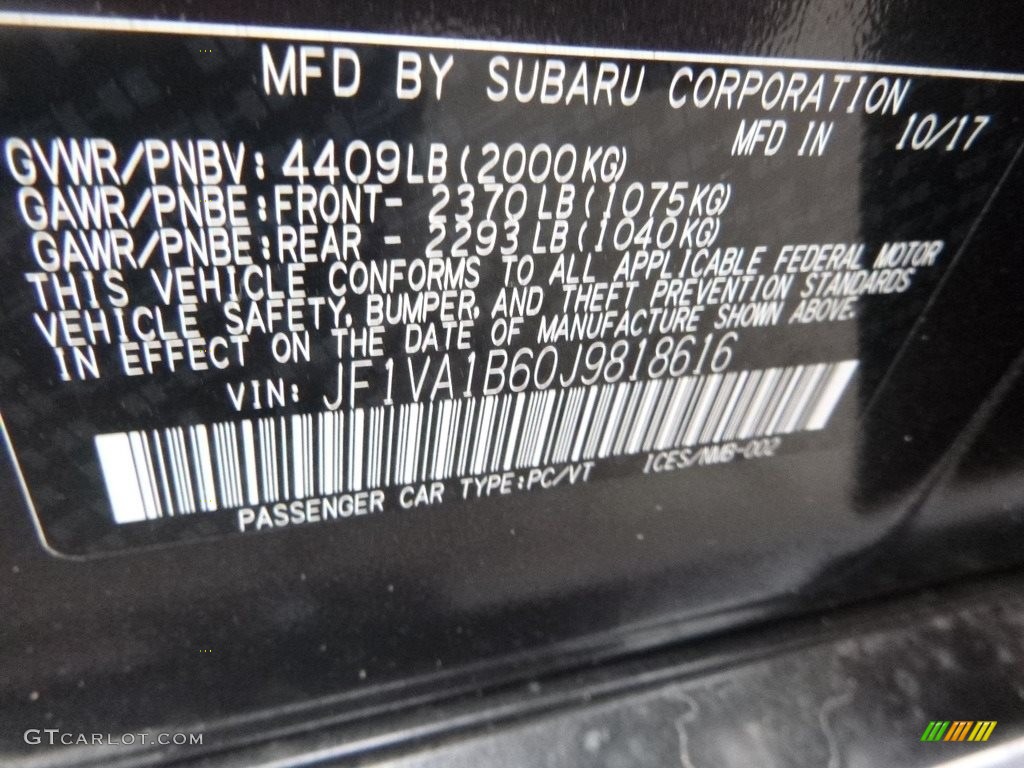 MFD BY SUBARU CORPORATION
MFD IN 10/17
GVWR/PNBV: 4409LB(2000KG)
GAWR/PNBE:FRONT- 2370LB(1075KG)
GAWR/PNBE:REAR - 2293LB(1040KG)
THIS VEHICLE CONFORMS TO ALL APPLICABLE FEDERAL MOTOR
VEHICLE SAFETY, BUMPER, AND THEFT PREVENTION STANDARDS
IN EFFECT ON THE DATE OF MANUFACTURE SHOWN ABOVE.
VIN: JF1VA1B60J9818616
PASSENGER CAR TYPE:PC/VT ICES/NMB-002
GTCARLOT.COM